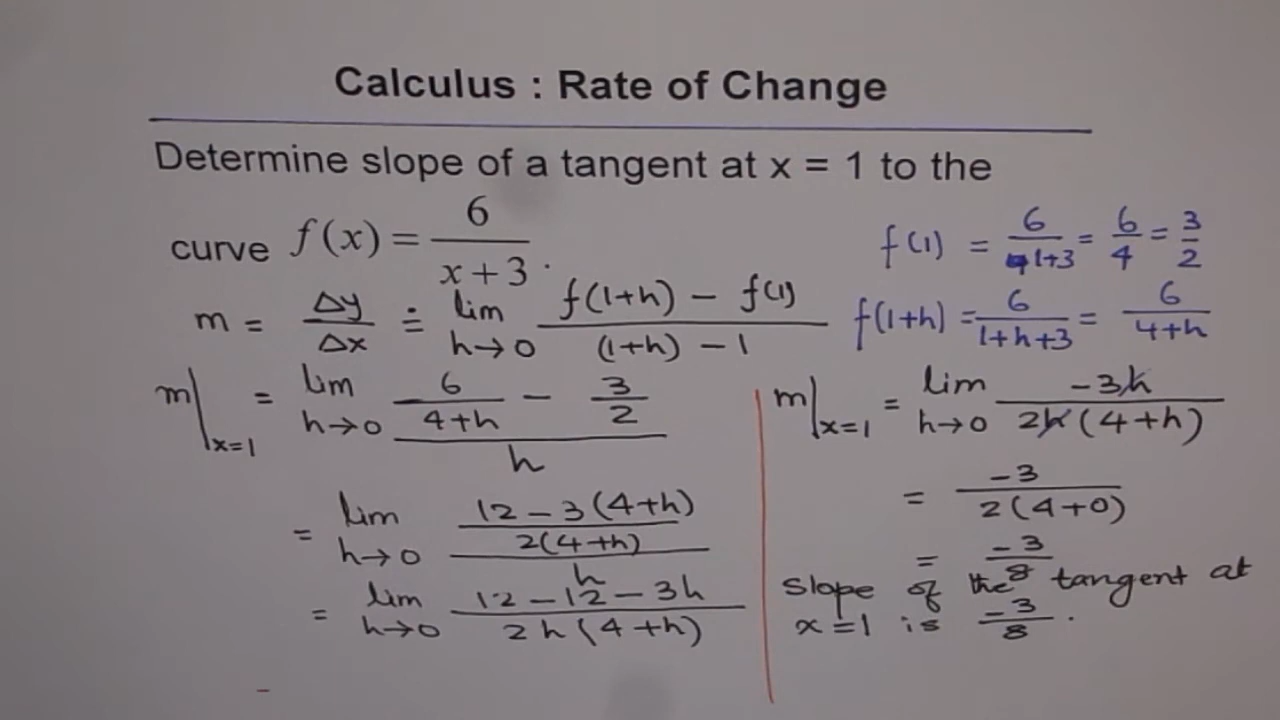 Calculus : Rate of Change
Determine slope of a tangent at x = 1 to the
curve f(x) = 6/(x+3).
f(1) = 6/(1+3) = 6/4 = 3/2
m = Δy/Δx ≐ lim h→0 (f(1+h) - f(1))/((1+h) - 1)
f(1+h) = 6/(1+h+3) = 6/(4+h)
m|x=1 = lim h→0 (6/(4+h) - 3/2)/h
= lim h→0 ((12-3(4+h))/(2(4+h)))/h
= lim h→0 (12-12-3h)/(2h(4+h))
m|x=1 = lim h→0 -3h/(2h(4+h))
= -3/(2(4+0))
= -3/8
Slope of the tangent at
x=1 is -3/8.